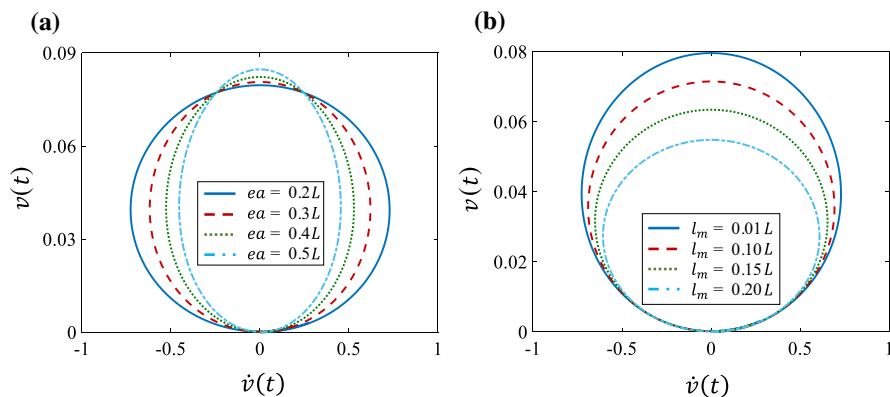 (a)
0.09
0.06
0.03
0
v(t)
ea = 0.2L
ea = 0.3L
ea = 0.4L
ea = 0.5L
-1
-0.5
0
0.5
1
v̇(t)
(b)
0.08
0.06
0.04
0.02
0
v(t)
l_m = 0.01L
l_m = 0.10L
l_m = 0.15L
l_m = 0.20L
-1
-0.5
0
0.5
1
v̇(t)